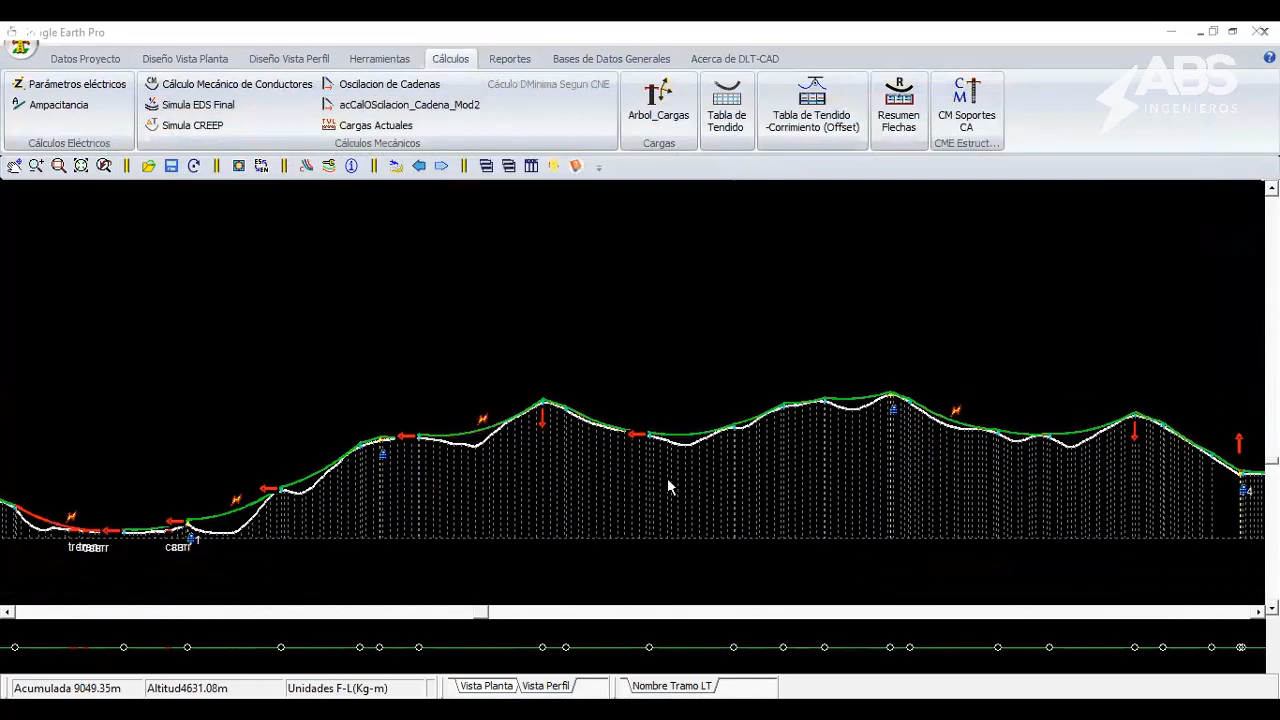 ogle Earth Pro
ABS
INGENIEROS
Datos Proyecto Diseño Vista Planta Diseño Vista Perfil Herramientas Cálculos Reportes Bases de Datos Generales Acerca de DLT-CAD
Parámetros eléctricos
Ampacitancia
Cálculos Eléctricos
Cálculo Mecánico de Conductores
Simula EDS Final
Simula CREEP
Oscilacion de Cadenas
acCalOScilacion_Cadena_Mod2
Cargas Actuales
Cáculo DMinima Segun CNE
Cálculos Mecánicos
Arbol_Cargas
Cargas
Tabla de
Tendido
Tabla de Tendido
-Corrimiento (Offset)
Resumen
Flechas
CM Soportes
CA
CME Estruct...
1
4
Acumulada 9049.35m Altitud4631.08m Unidades F-L(Kg-m) Vista Planta Vista Perfil Nombre Tramo LT